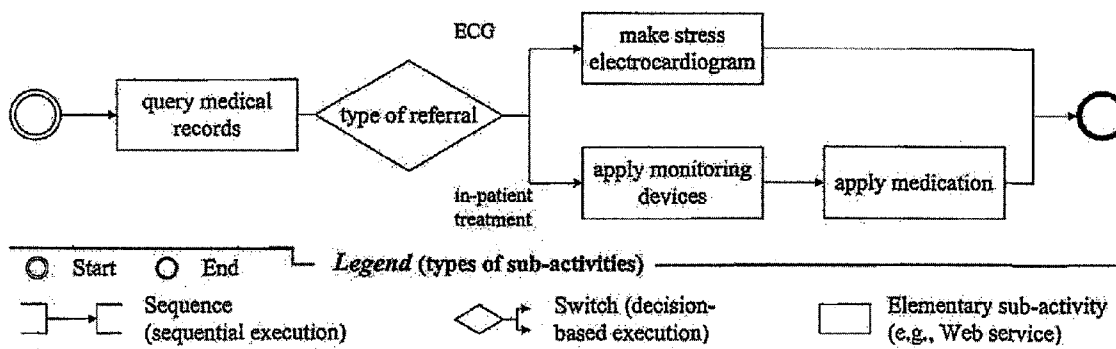 ECG
make stress
electrocardiogram
query medical
records
type of referral
in-patient
treatment
apply monitoring
devices
apply medication
Start
End
Legend (types of sub-activities)
Sequence
(sequential execution)
Switch (decision-
based execution)
Elementary sub-activity
(e.g., Web service)